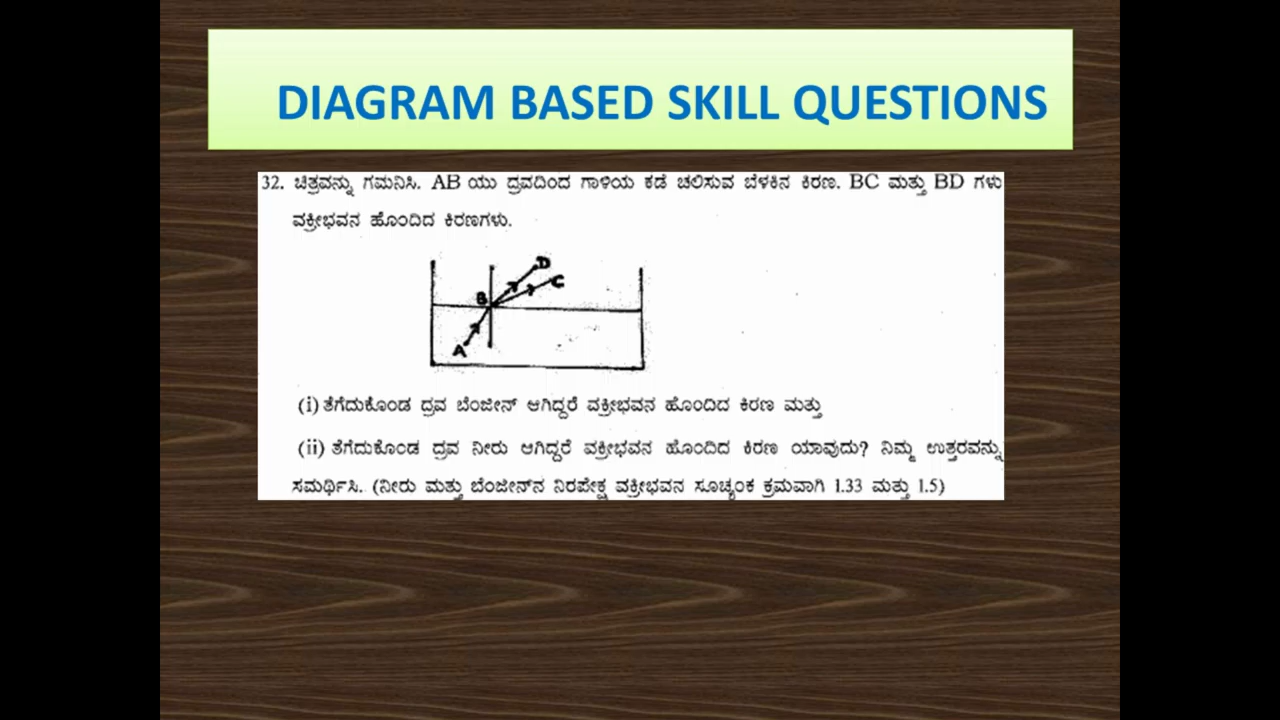 DIAGRAM BASED SKILL QUESTIONS
32. ಚಿತ್ರವನ್ನು ಗಮನಿಸಿ. AB ಯು ದ್ರವದಿಂದ ಗಾಳಿಯ ಕಡೆ ಚಲಿಸುವ ಬೆಳಕಿನ ಕಿರಣ. BC ಮತ್ತು BD ಗಳು
ವಕ್ರೀಭವನ ಹೊಂದಿದ ಕಿರಣಗಳು.
D
C
B
A
(i) ತೆಗೆದುಕೊಂಡ ದ್ರವ ಬೆಂಜೀನ್ ಆಗಿದ್ದರೆ ವಕ್ರೀಭವನ ಹೊಂದಿದ ಕಿರಣ ಮತ್ತು
(ii) ತೆಗೆದುಕೊಂಡ ದ್ರವ ನೀರು ಆಗಿದ್ದರೆ ವಕ್ರೀಭವನ ಹೊಂದಿದ ಕಿರಣ ಯಾವುದು? ನಿಮ್ಮ ಉತ್ತರವನ್ನು
ಸಮರ್ಥಿಸಿ. (ನೀರು ಮತ್ತು ಬೆಂಜೀನ್‌ನ ನಿರಪೇಕ್ಷ ವಕ್ರೀಭವನ ಸೂಚ್ಯಂಕ ಕ್ರಮವಾಗಿ 1.33 ಮತ್ತು 1.5)